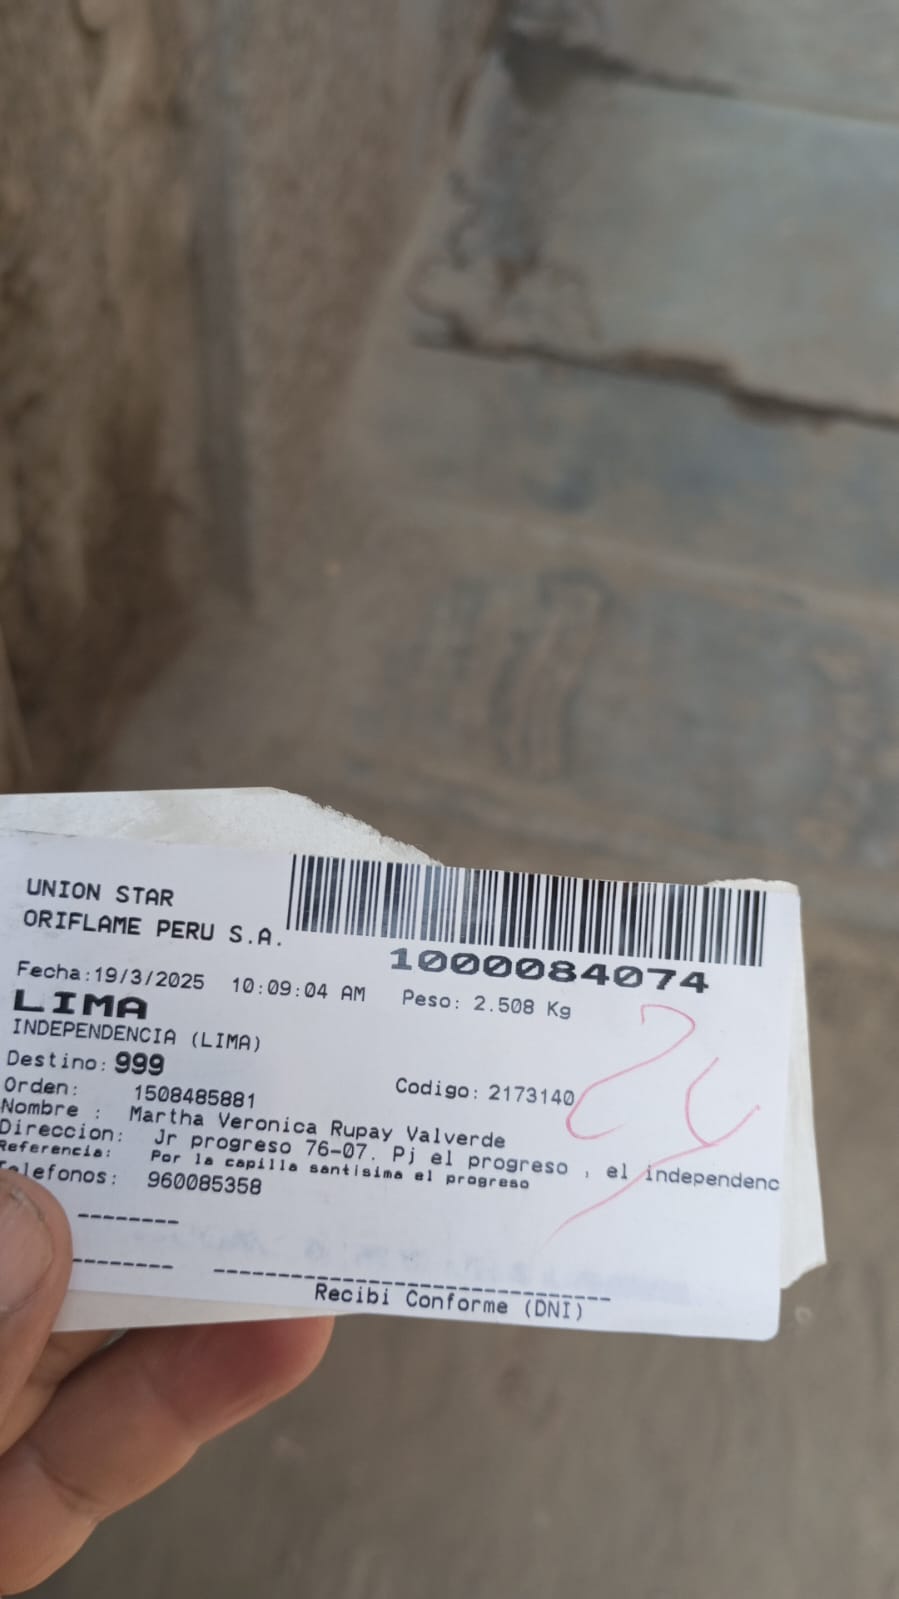 UNION STAR
ORIFLAME PERU S.A.
1000084074
Fecha:19/3/2025 10:09:04 AM Peso: 2.508 Kg
LIMA
INDEPENDENCIA (LIMA)
Destino: 999
Orden: 1508485881 Codigo: 2173140
Nombre : Martha Veronica Rupay Valverde
Direccion: Jr progreso 76-07. Pj el progreso , el independenc
Referencia: Por la capilla santisima el progreso
Telefonos: 960085358
Recibi Conforme (DNI)